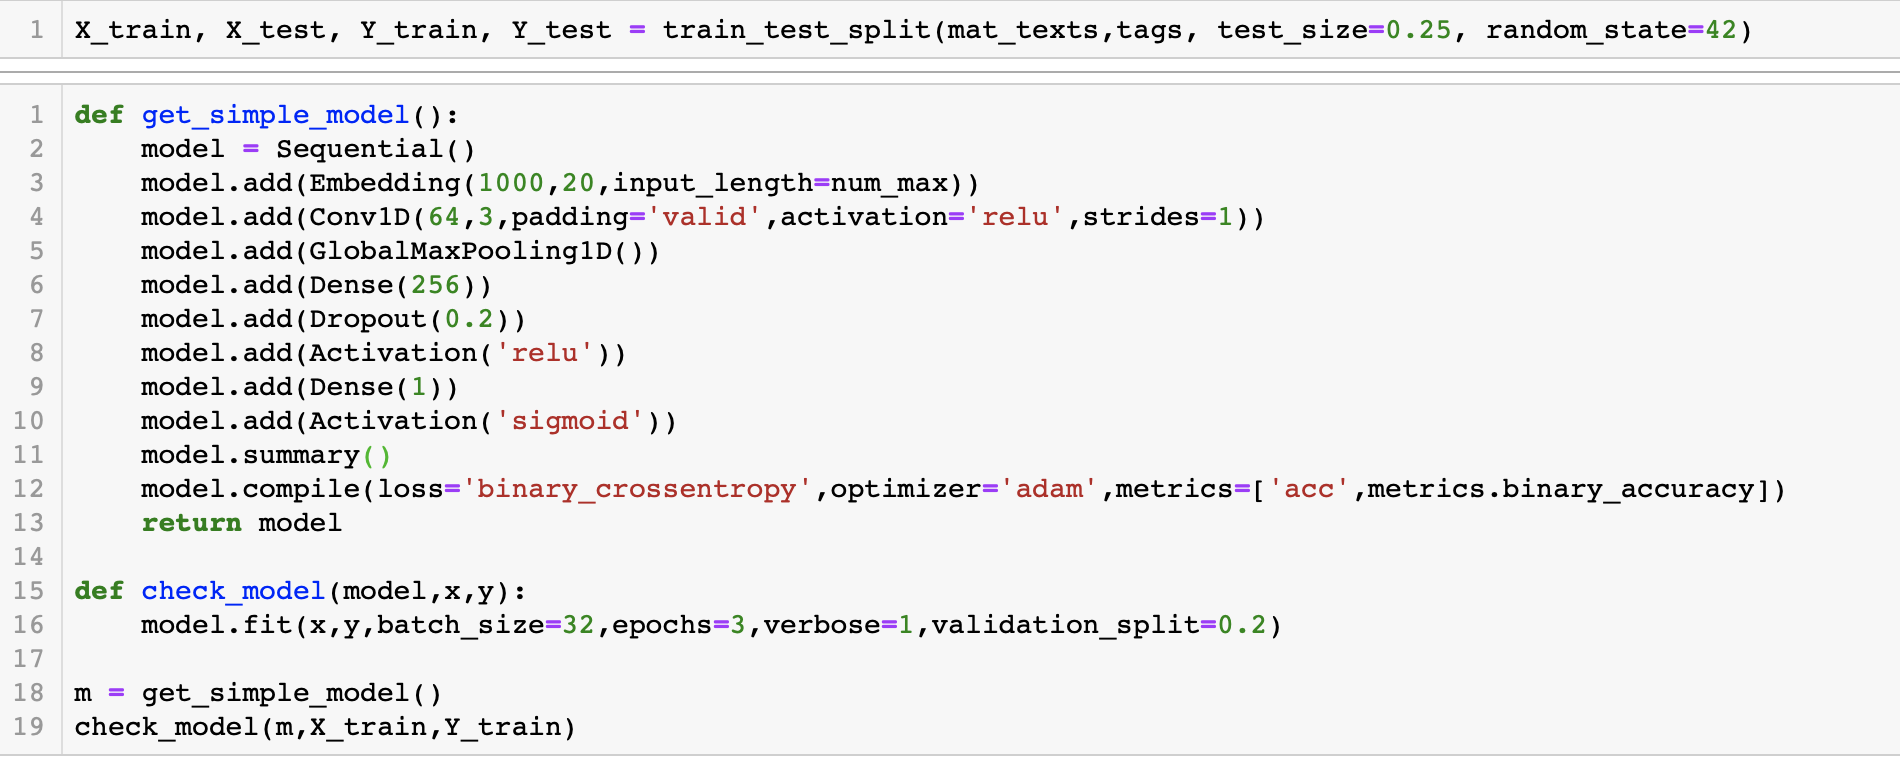 1 X_train, X_test, Y_train, Y_test = train_test_split(mat_texts,tags, test_size=0.25, random_state=42)
1 def get_simple_model():
2     model = Sequential()
3     model.add(Embedding(1000,20,input_length=num_max))
4     model.add(Conv1D(64,3,padding='valid',activation='relu',strides=1))
5     model.add(GlobalMaxPooling1D())
6     model.add(Dense(256))
7     model.add(Dropout(0.2))
8     model.add(Activation('relu'))
9     model.add(Dense(1))
10     model.add(Activation('sigmoid'))
11     model.summary()
12     model.compile(loss='binary_crossentropy',optimizer='adam',metrics=['acc',metrics.binary_accuracy])
13     return model
14
15 def check_model(model,x,y):
16     model.fit(x,y,batch_size=32,epochs=3,verbose=1,validation_split=0.2)
17
18 m = get_simple_model()
19 check_model(m,X_train,Y_train)